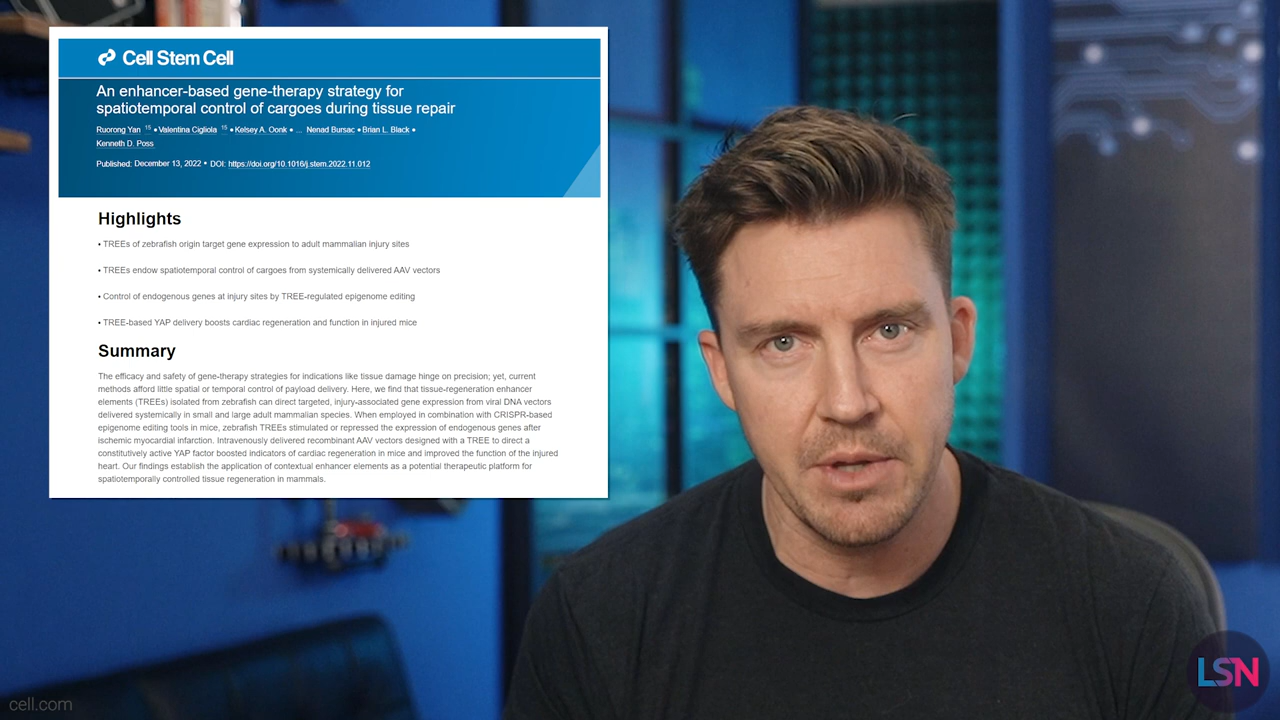 Cell Stem Cell
An enhancer-based gene-therapy strategy for
spatiotemporal control of cargoes during tissue repair
Ruorong Yan 15 • Valentina Cigliola 15 • Kelsey A. Oonk • ... Nenad Bursac • Brian L. Black •
Kenneth D. Poss
Published: December 13, 2022 • DOI: https://doi.org/10.1016/j.stem.2022.11.012
Highlights
• TREEs of zebrafish origin target gene expression to adult mammalian injury sites
• TREEs endow spatiotemporal control of cargoes from systemically delivered AAV vectors
• Control of endogenous genes at injury sites by TREE-regulated epigenome editing
• TREE-based YAP delivery boosts cardiac regeneration and function in injured mice
Summary
The efficacy and safety of gene-therapy strategies for indications like tissue damage hinge on precision; yet, current
methods afford little spatial or temporal control of payload delivery. Here, we find that tissue-regeneration enhancer
elements (TREEs) isolated from zebrafish can direct targeted, injury-associated gene expression from viral DNA vectors
delivered systemically in small and large adult mammalian species. When employed in combination with CRISPR-based
epigenome editing tools in mice, zebrafish TREEs stimulated or repressed the expression of endogenous genes after
ischemic myocardial infarction. Intravenously delivered recombinant AAV vectors designed with a TREE to direct a
constitutively active YAP factor boosted indicators of cardiac regeneration in mice and improved the function of the injured
heart. Our findings establish the application of contextual enhancer elements as a potential therapeutic platform for
spatiotemporally controlled tissue regeneration in mammals.
LSN
cell.com